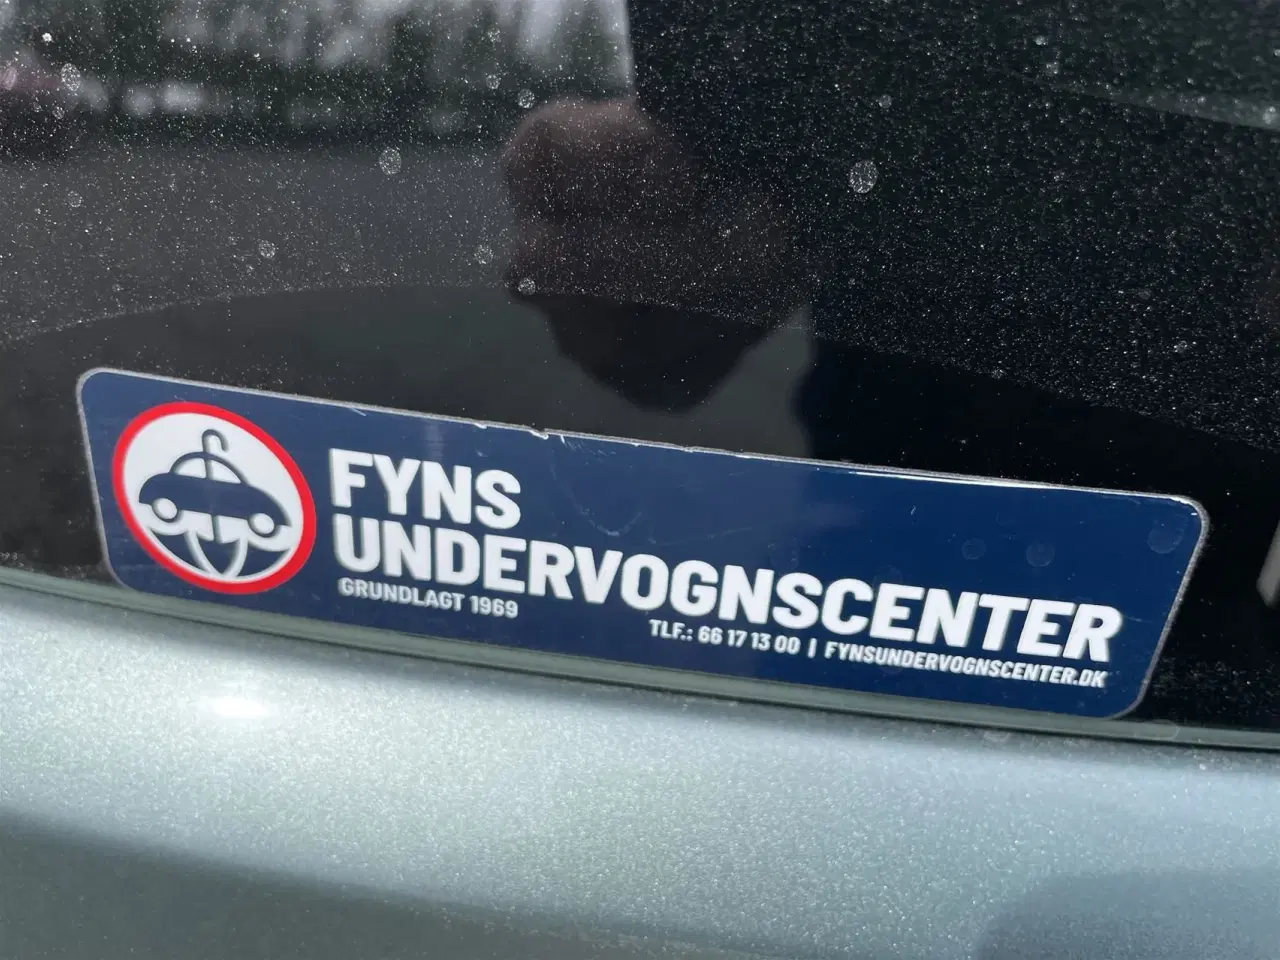 FYNS
UNDERVOGNSCENTER
GRUNDLAGT 1969
TLF.: 66 17 13 00 | FYNSUNDERVOGNSCENTER.DK